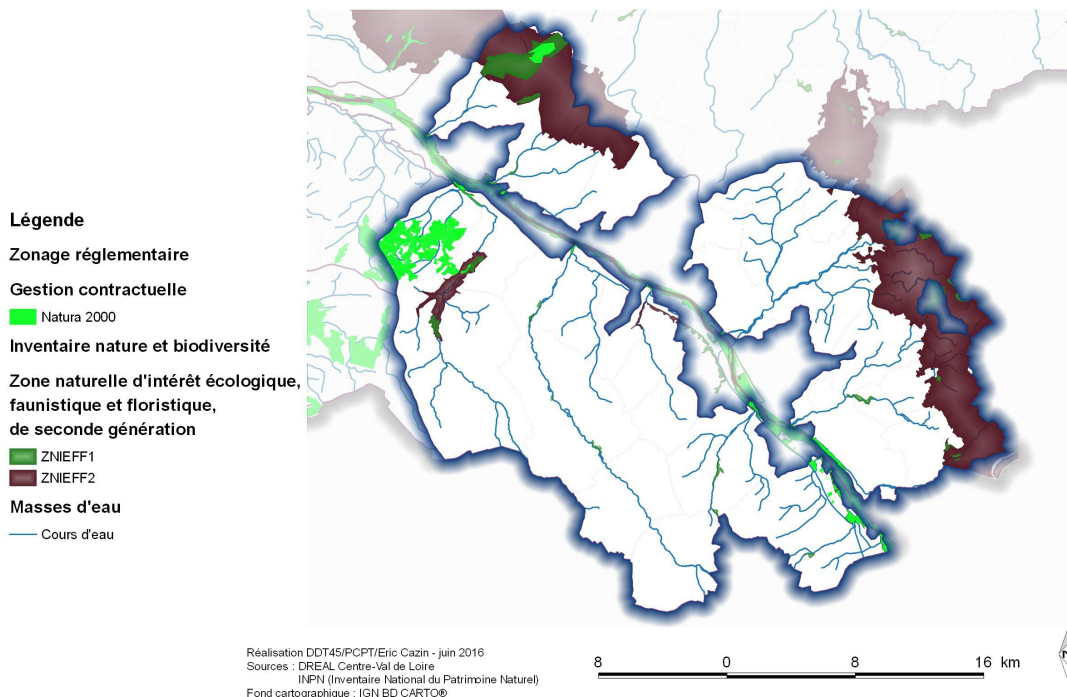 Légende
Zonage réglementaire
Gestion contractuelle
Natura 2000
Inventaire nature et biodiversité
Zone naturelle d'intérêt écologique,
faunistique et floristique,
de seconde génération
ZNIEFF1
ZNIEFF2
Masses d'eau
Cours d'eau
Réalisation DDT45/PCPT/Eric Cazin - juin 2016
Sources : DREAL Centre-Val de Loire
INPN (Inventaire National du Patrimoine Naturel)
Fond cartographique : IGN BD CARTO®
8 0 8 16 km
N